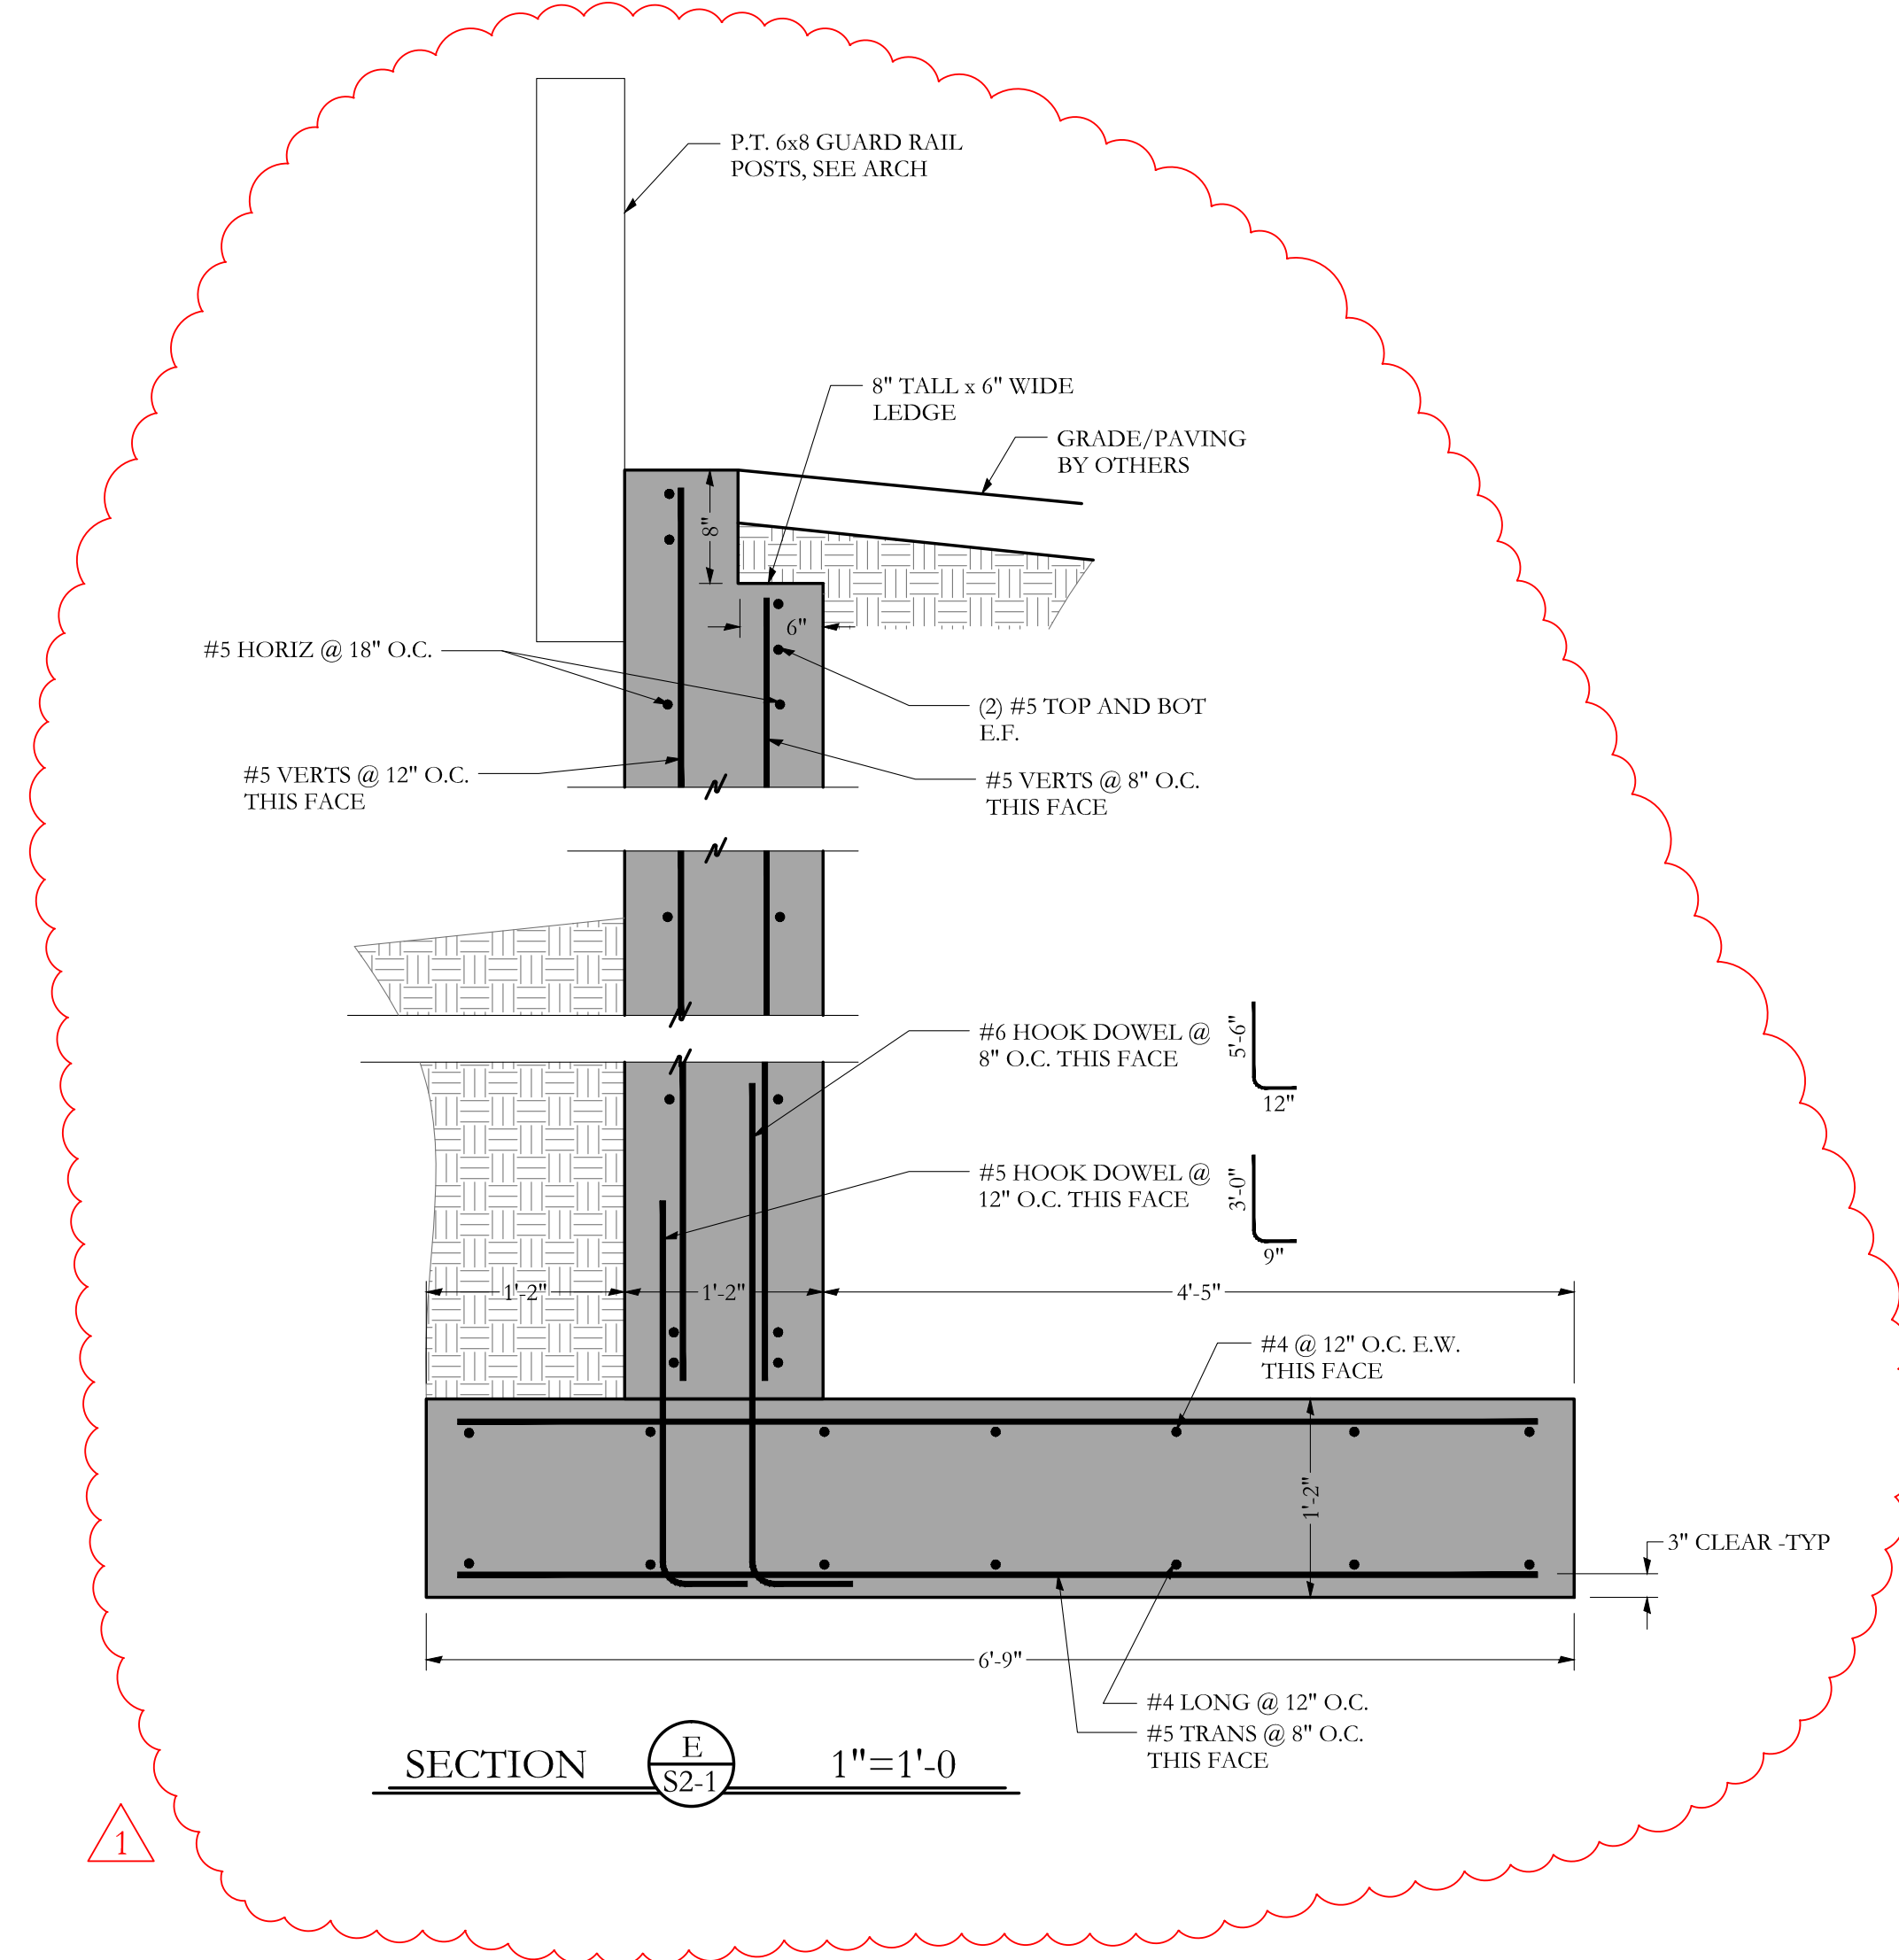 P.T. 6x8 GUARD RAIL
POSTS, SEE ARCH
8" TALL x 6" WIDE
LEDGE
GRADE/PAVING
BY OTHERS
8"
6"
#5 HORIZ @ 18" O.C.
(2) #5 TOP AND BOT
E.F.
#5 VERTS @ 12" O.C.
THIS FACE
#5 VERTS @ 8" O.C.
THIS FACE
#6 HOOK DOWEL @
8" O.C. THIS FACE
5'-6"
12"
#5 HOOK DOWEL @
12" O.C. THIS FACE
3'-0"
9"
1'-2"
1'-2"
4'-5"
#4 @ 12" O.C. E.W.
THIS FACE
1'-2"
3" CLEAR -TYP
6'-9"
#4 LONG @ 12" O.C.
#5 TRANS @ 8" O.C.
THIS FACE
SECTION
E
S2-1
1"=1'-0
1